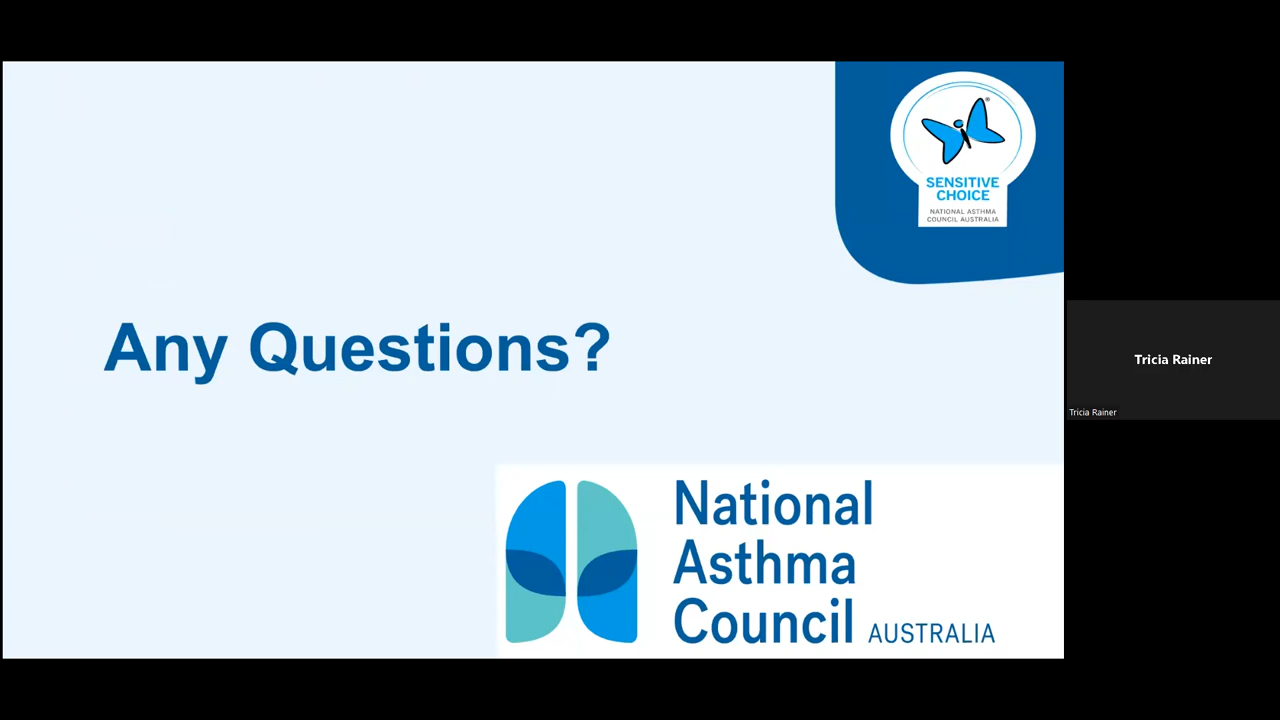 SENSITIVE
CHOICE
NATIONAL ASTHMA
COUNCIL AUSTRALIA
Any Questions?
National
Asthma
Council AUSTRALIA
Tricia Rainer
Tricia Rainer